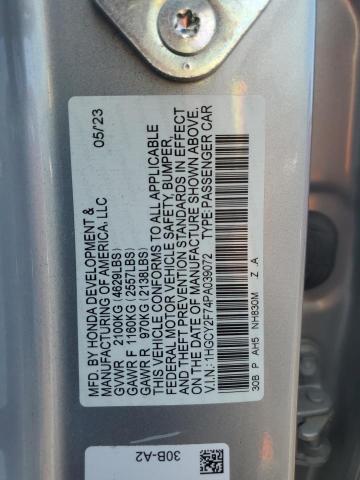 MFD. BY HONDA DEVELOPMENT & 05/23
MANUFACTURING OF AMERICA, LLC
GVWR 2100KG (4629LBS)
GAWR F 1160KG (2557LBS)
GAWR R 970KG (2138LBS)
THIS VEHICLE CONFORMS TO ALL APPLICABLE
FEDERAL MOTOR VEHICLE SAFETY, BUMPER,
AND THEFT PREVENTION STANDARDS IN EFFECT
ON THE DATE OF MANUFACTURE SHOWN ABOVE.
V.I.N.: 1HGCY2F74PA039072 TYPE:PASSENGER CAR
30B P AH5 NH830M Z A
30B-A2